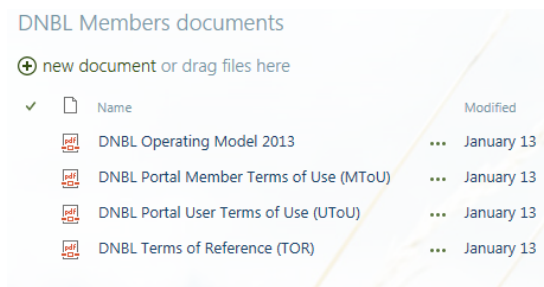 DNBL Members documents
new document or drag files here
Name Modified
DNBL Operating Model 2013 ... January 13
DNBL Portal Member Terms of Use (MToU) ... January 13
DNBL Portal User Terms of Use (UToU) ... January 13
DNBL Terms of Reference (TOR) ... January 13